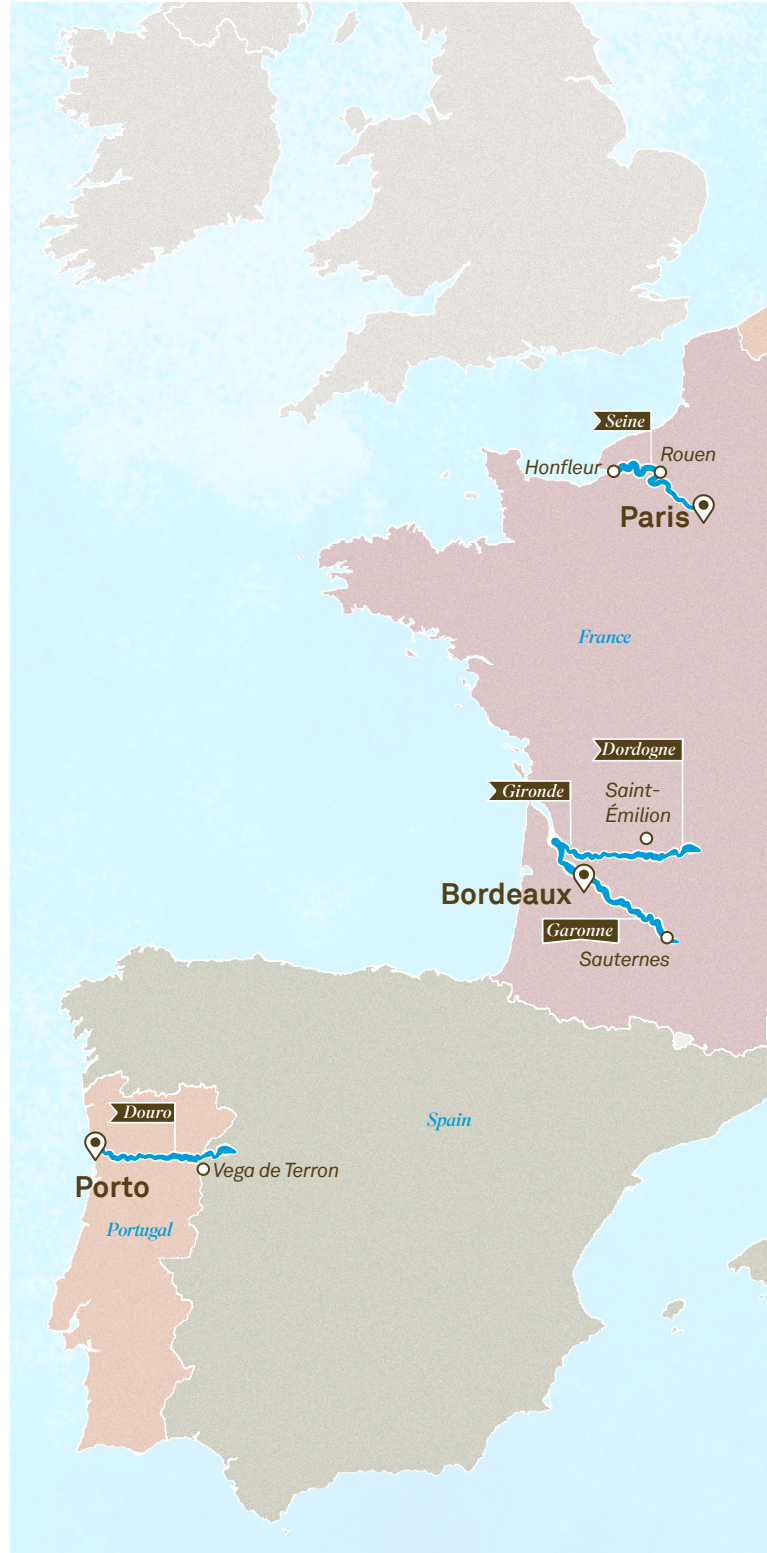 Seine
Honfleur
Rouen
Paris
France
Dordogne
Gironde
Saint-
Émilion
Bordeaux
Garonne
Sauternes
Douro
Spain
Porto
Vega de Terron
Portugal